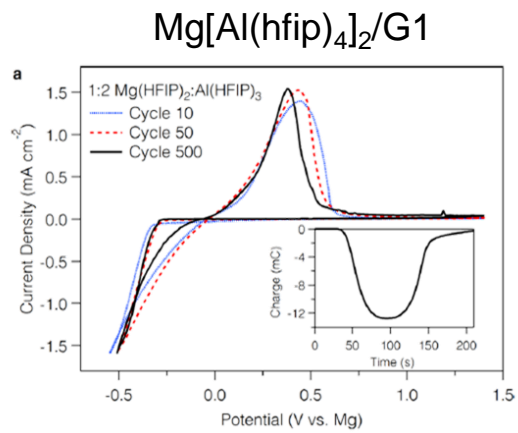 Mg[Al(hfip)4]2/G1
a
1:2 Mg(HFIP)2:Al(HFIP)3
Cycle 10
Cycle 50
Cycle 500
Current Density (mA cm-2)
1.5
1.0
0.5
0.0
-0.5
-1.0
-1.5
Charge (mC)
0
-4
-8
-12
0 50 100 150 200
Time (s)
-0.5 0.0 0.5 1.0 1.5
Potential (V vs. Mg)